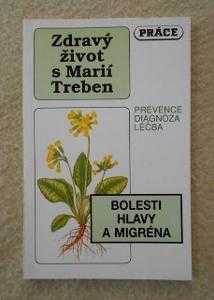 Zdravý
život
s Marií
Treben
PRÁCE
PREVENCE
DIAGNÓZA
LÉČBA
BOLESTI
HLAVY
A MIGRÉNA